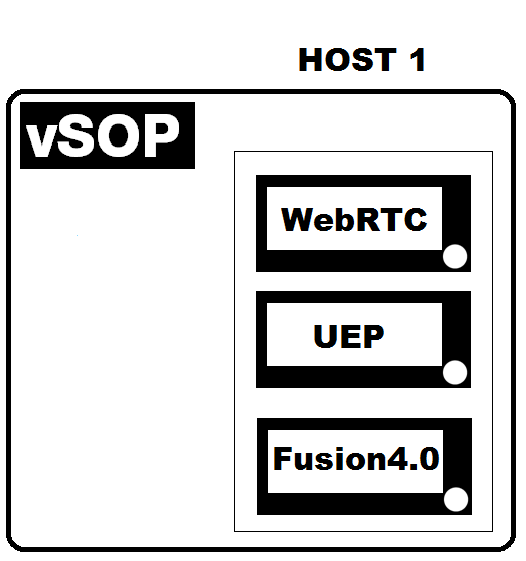 HOST 1
vSOP
WebRTC
UEP
Fusion4.0